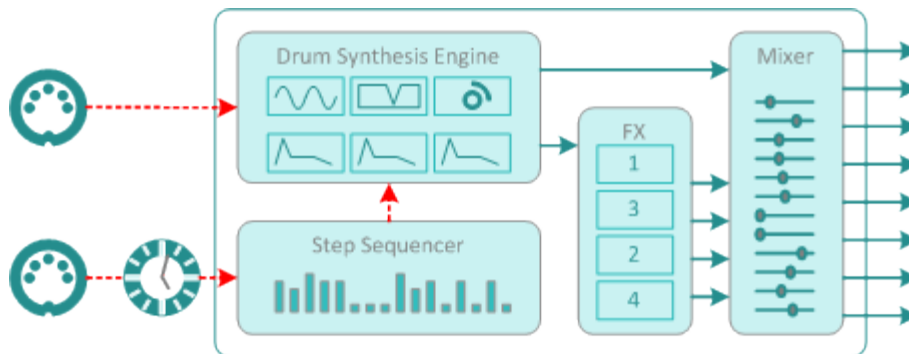 Drum Synthesis Engine
Mixer
FX
1
3
2
4
Step Sequencer